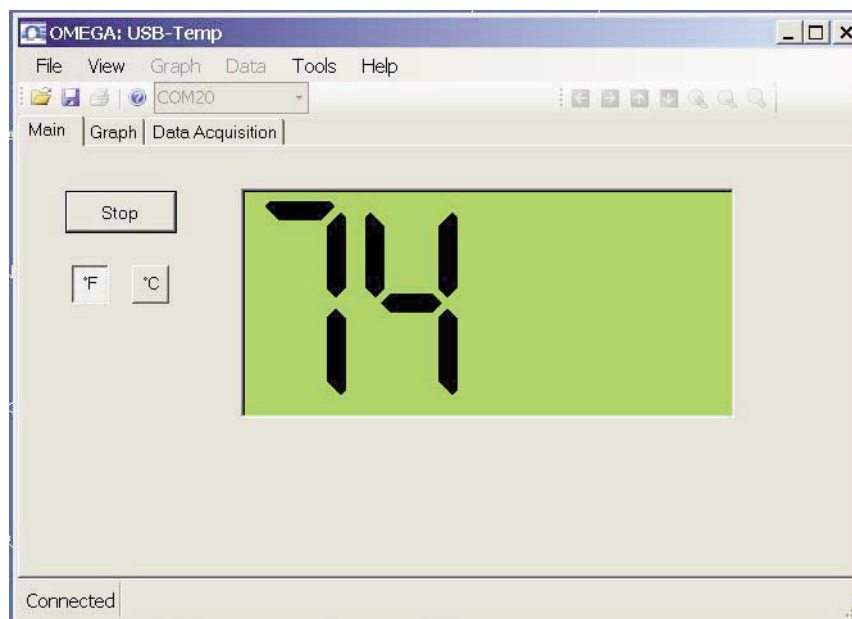 OMEGA: USB-Temp
File View Graph Data Tools Help
COM20
Main Graph Data Acquisition
Stop
°F °C
74
Connected